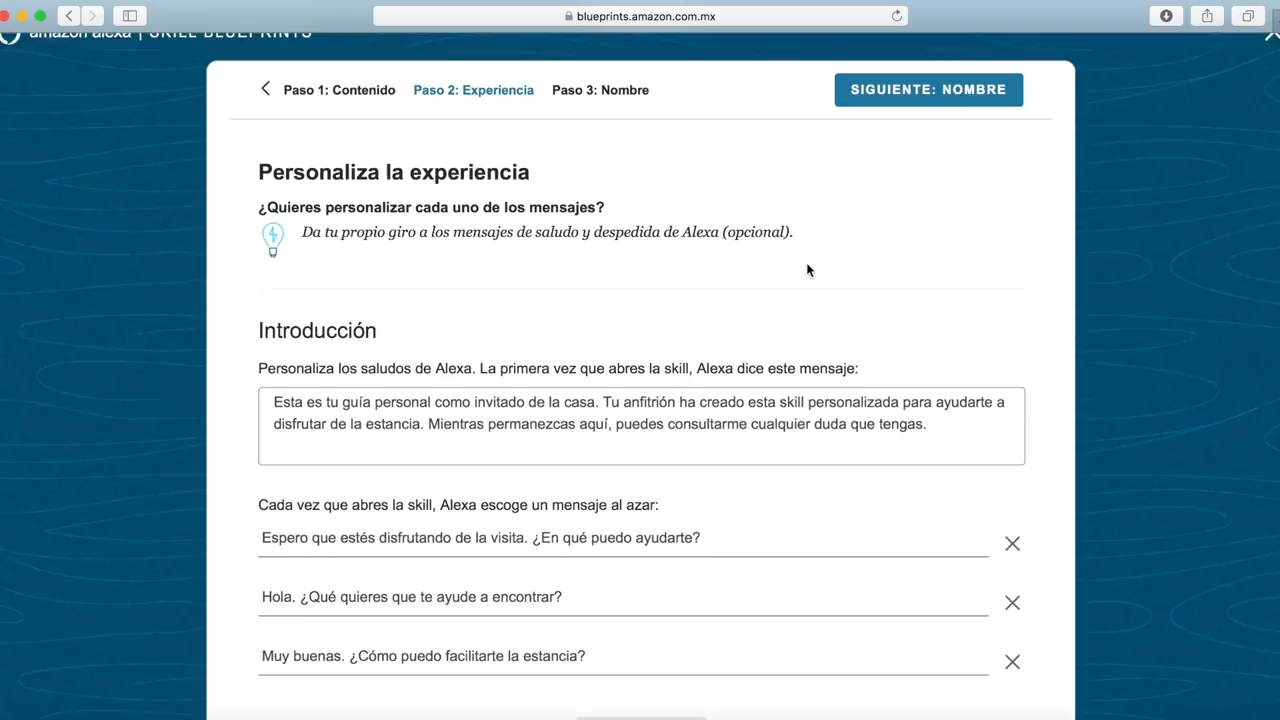 blueprints.amazon.com.mx
amazon alexa | SKILL BLUEPRINTS
Paso 1: Contenido Paso 2: Experiencia Paso 3: Nombre SIGUIENTE: NOMBRE
Personaliza la experiencia
¿Quieres personalizar cada uno de los mensajes?
Da tu propio giro a los mensajes de saludo y despedida de Alexa (opcional).
Introducción
Personaliza los saludos de Alexa. La primera vez que abres la skill, Alexa dice este mensaje:
Esta es tu guía personal como invitado de la casa. Tu anfitrión ha creado esta skill personalizada para ayudarte a
disfrutar de la estancia. Mientras permanezcas aquí, puedes consultarme cualquier duda que tengas.
Cada vez que abres la skill, Alexa escoge un mensaje al azar:
Espero que estés disfrutando de la visita. ¿En qué puedo ayudarte?
Hola. ¿Qué quieres que te ayude a encontrar?
Muy buenas. ¿Cómo puedo facilitarte la estancia?